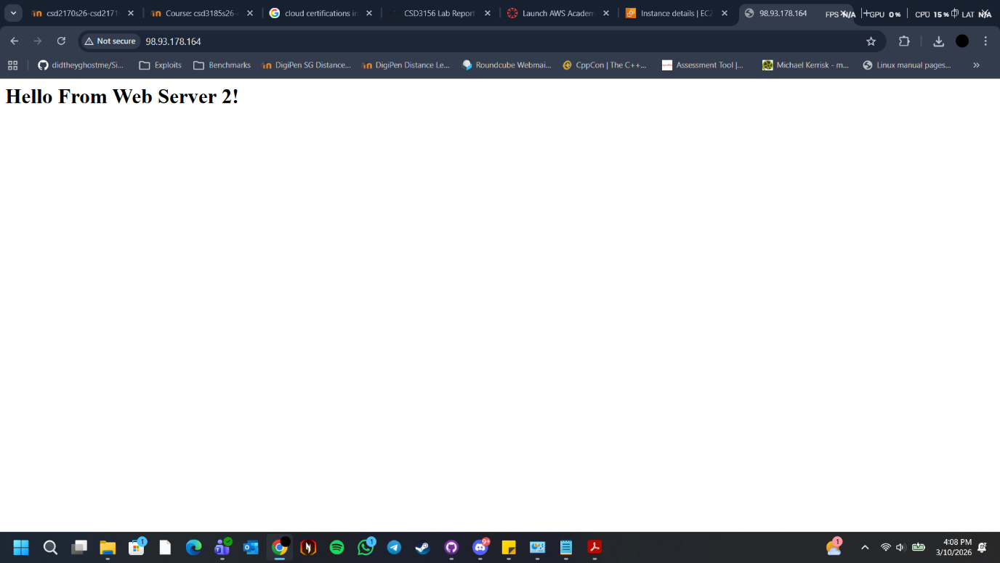 csd2170s26-csd2171
Course: csd3185s26-
cloud certifications in
CSD3156 Lab Report
Launch AWS Academ
Instance details | EC2
98.93.178.164
FPS N/A
GPU 0%
CPU 15%
LAT N/A
Not secure
98.93.178.164
didtheyghostme/Si...
Exploits
Benchmarks
DigiPen SG Distance...
DigiPen Distance Le...
Roundcube Webmai...
CppCon | The C++...
Assessment Tool |...
Michael Kerrisk - m...
Linux manual pages...
Hello From Web Server 2!
1
1
9+
1
4:08 PM
3/10/2026